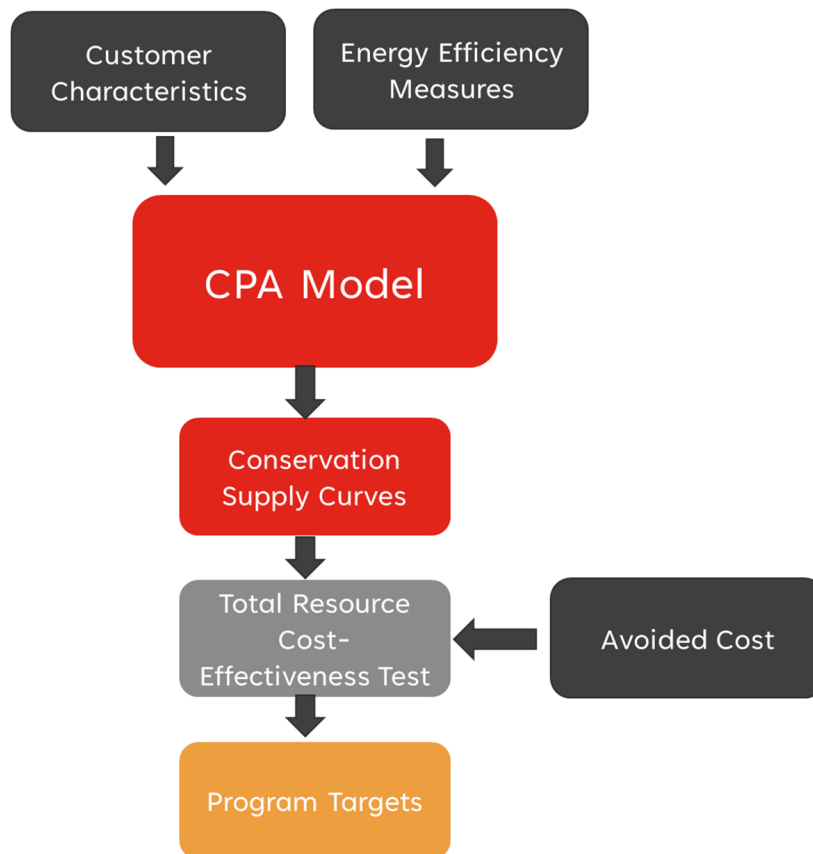 Customer
Characteristics
Energy Efficiency
Measures
CPA Model
Conservation
Supply Curves
Total Resource
Cost-
Effectiveness Test
Avoided Cost
Program Targets